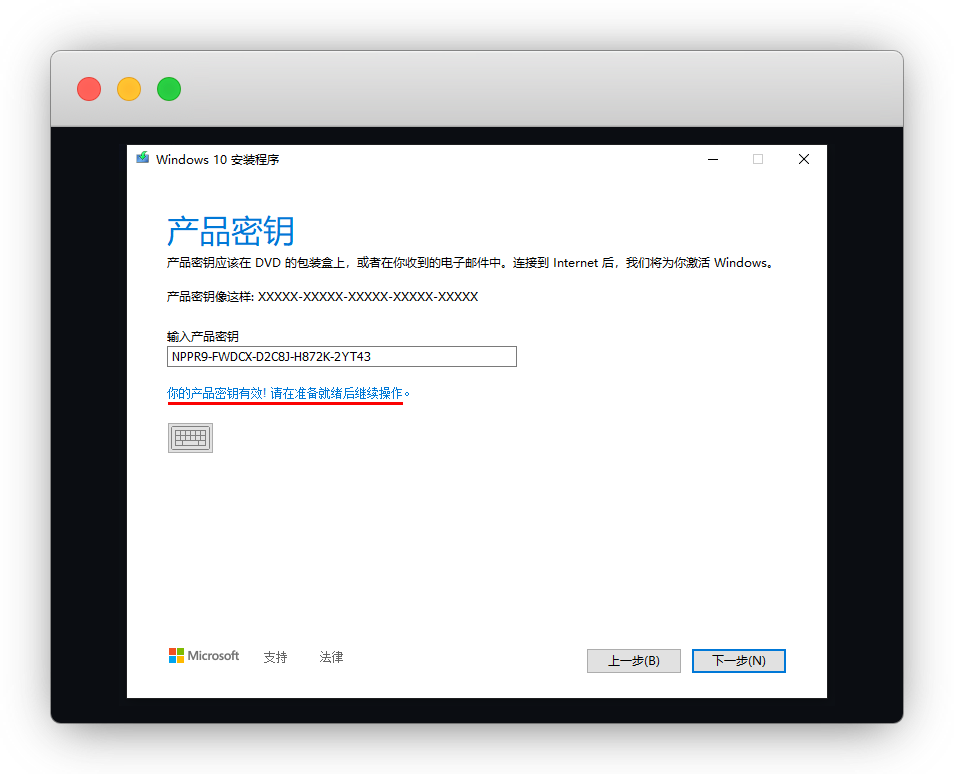 Windows 10 安装程序
产品密钥
产品密钥应该在 DVD 的包装盒上，或者在你收到的电子邮件中。连接到 Internet 后，我们将为你激活 Windows。
产品密钥像这样: XXXXX-XXXXX-XXXXX-XXXXX-XXXXX
输入产品密钥
NPPR9-FWDCX-D2C8J-H872K-2YT43
你的产品密钥有效! 请在准备就绪后继续操作。
Microsoft 支持 法律 上一步(B) 下一步(N)